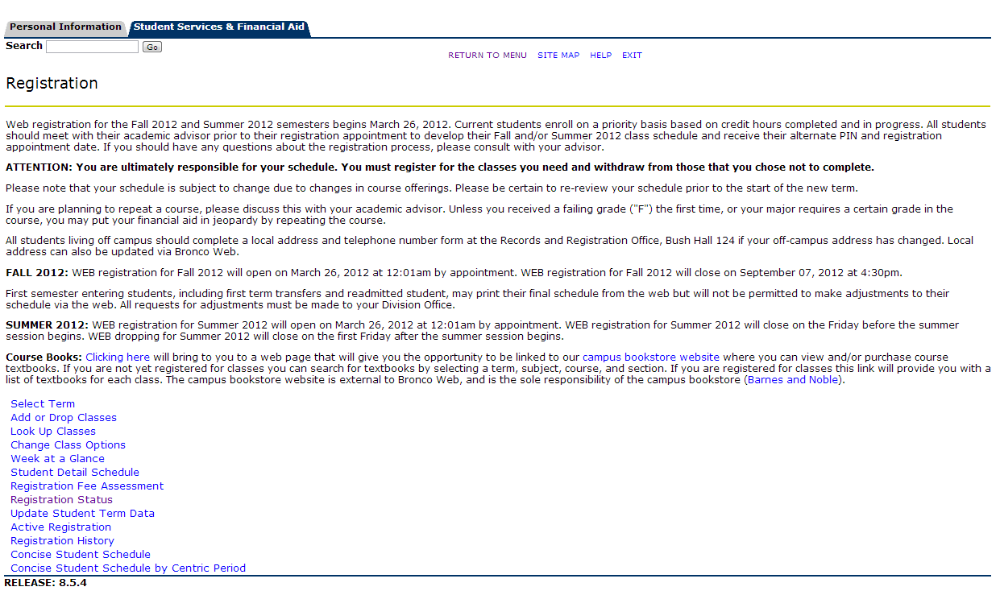 Personal Information Student Services & Financial Aid
Search Go
RETURN TO MENU SITE MAP HELP EXIT
Registration
Web registration for the Fall 2012 and Summer 2012 semesters begins March 26, 2012. Current students enroll on a priority basis based on credit hours completed and in progress. All students
should meet with their academic advisor prior to their registration appointment to develop their Fall and/or Summer 2012 class schedule and receive their alternate PIN and registration
appointment date. If you should have any questions about the registration process, please consult with your advisor.
ATTENTION: You are ultimately responsible for your schedule. You must register for the classes you need and withdraw from those that you chose not to complete.
Please note that your schedule is subject to change due to changes in course offerings. Please be certain to re-review your schedule prior to the start of the new term.
If you are planning to repeat a course, please discuss this with your academic advisor. Unless you received a failing grade ("F") the first time, or your major requires a certain grade in the
course, you may put your financial aid in jeopardy by repeating the course.
All students living off campus should complete a local address and telephone number form at the Records and Registration Office, Bush Hall 124 if your off-campus address has changed. Local
address can also be updated via Bronco Web.
FALL 2012: WEB registration for Fall 2012 will open on March 26, 2012 at 12:01am by appointment. WEB registration for Fall 2012 will close on September 07, 2012 at 4:30pm.
First semester entering students, including first term transfers and readmitted student, may print their final schedule from the web but will not be permitted to make adjustments to their
schedule via the web. All requests for adjustments must be made to your Division Office.
SUMMER 2012: WEB registration for Summer 2012 will open on March 26, 2012 at 12:01am by appointment. WEB registration for Summer 2012 will close on the Friday before the summer
session begins. WEB dropping for Summer 2012 will close on the first Friday after the summer session begins.
Course Books: Clicking here will bring to you to a web page that will give you the opportunity to be linked to our campus bookstore website where you can view and/or purchase course
textbooks. If you are not yet registered for classes you can search for textbooks by selecting a term, subject, course, and section. If you are registered for classes this link will provide you with a
list of textbooks for each class. The campus bookstore website is external to Bronco Web, and is the sole responsibility of the campus bookstore (Barnes and Noble).
Select Term
Add or Drop Classes
Look Up Classes
Change Class Options
Week at a Glance
Student Detail Schedule
Registration Fee Assessment
Registration Status
Update Student Term Data
Active Registration
Registration History
Concise Student Schedule
Concise Student Schedule by Centric Period
RELEASE: 8.5.4